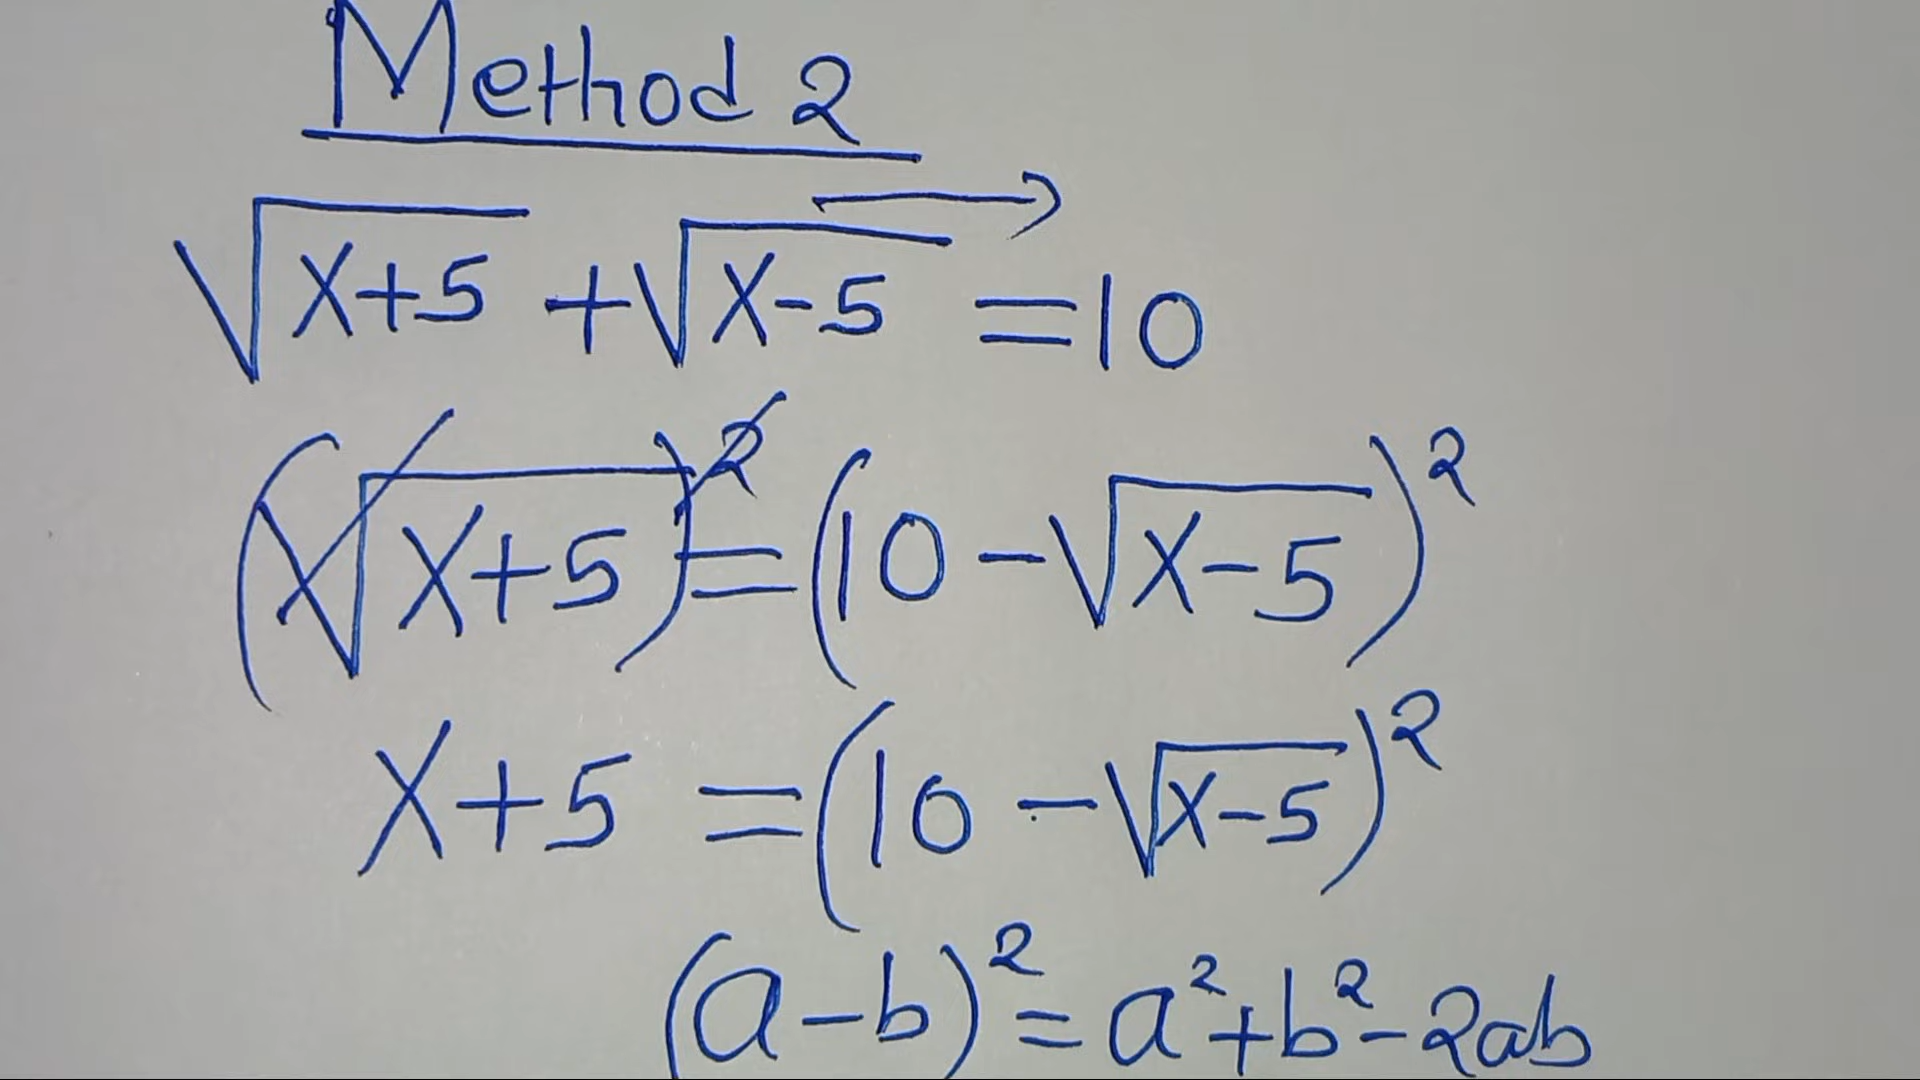 Method 2
√(x+5) + √(x-5) = 10
(√(x+5))² = (10 - √(x-5))²
x+5 = (10 - √(x-5))²
(a-b)² = a²+b²-2ab